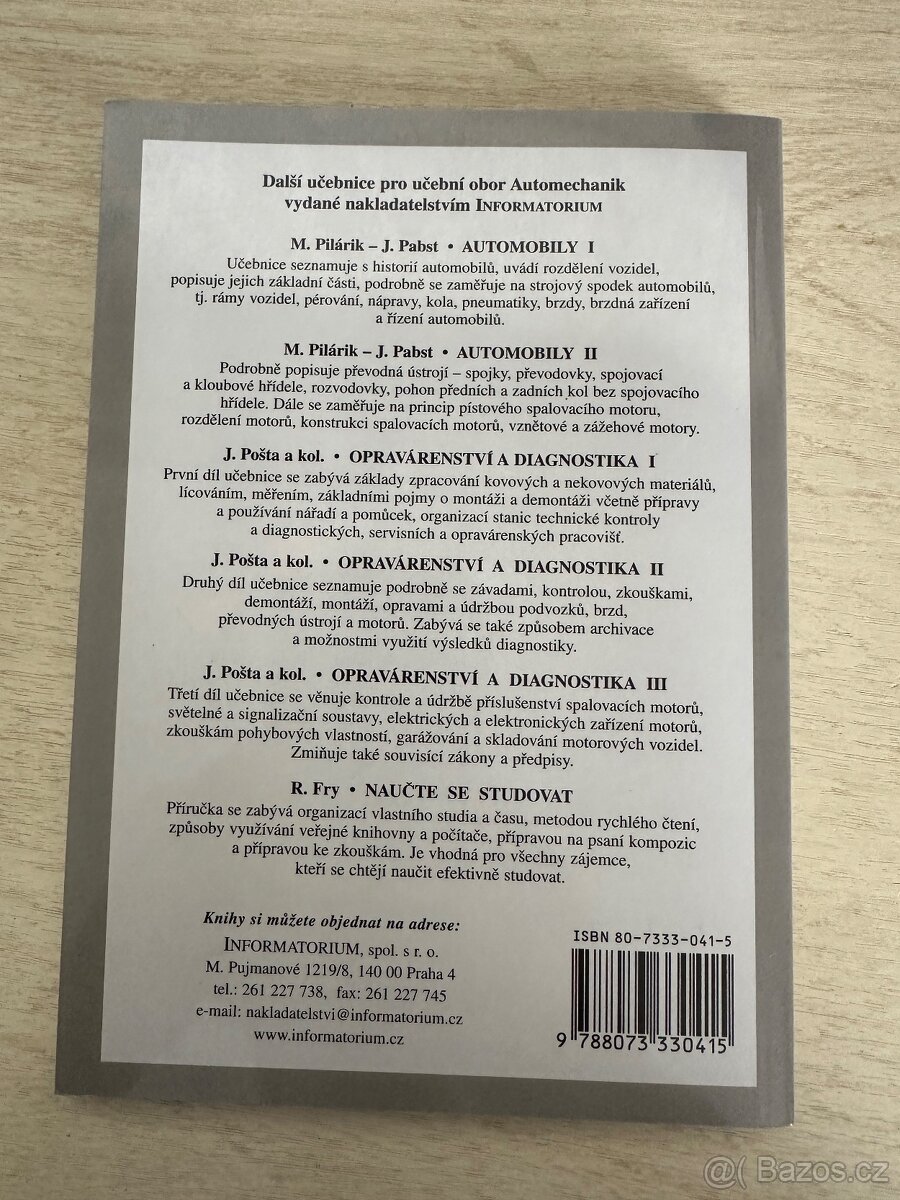 Další učebnice pro učební obor Automechanik
vydané nakladatelstvím INFORMATORIUM
M. Pilárik – J. Pabst • AUTOMOBILY I
Učebnice seznamuje s historií automobilů, uvádí rozdělení vozidel,
popisuje jejich základní části, podrobně se zaměřuje na strojový spodek automobilů,
tj. rámy vozidel, pérování, nápravy, kola, pneumatiky, brzdy, brzdná zařízení
a řízení automobilů.
M. Pilárik – J. Pabst • AUTOMOBILY II
Podrobně popisuje převodná ústrojí – spojky, převodovky, spojovací
a kloubové hřídele, rozvodovky, pohon předních a zadních kol bez spojovacího
hřídele. Dále se zaměřuje na princip pístového spalovacího motoru,
rozdělení motorů, konstrukci spalovacích motorů, vznětové a zážehové motory.
J. Pošta a kol. • OPRAVÁRENSTVÍ A DIAGNOSTIKA I
První díl učebnice se zabývá základy zpracování kovových a nekovových materiálů,
lícováním, měřením, základními pojmy o montáži a demontáži včetně přípravy
a používání nářadí a pomůcek, organizací stanic technické kontroly
a diagnostických, servisních a opravárenských pracovišť.
J. Pošta a kol. • OPRAVÁRENSTVÍ A DIAGNOSTIKA II
Druhý díl učebnice seznamuje podrobně se závadami, kontrolou, zkouškami,
demontáží, montáží, opravami a údržbou podvozků, brzd,
převodných ústrojí a motorů. Zabývá se také způsobem archivace
a možnostmi využití výsledků diagnostiky.
J. Pošta a kol. • OPRAVÁRENSTVÍ A DIAGNOSTIKA III
Třetí díl učebnice se věnuje kontrole a údržbě příslušenství spalovacích motorů,
světelné a signalizační soustavy, elektrických a elektronických zařízení motorů,
zkouškám pohybových vlastností, garážování a skladování motorových vozidel.
Zmiňuje také souvisící zákony a předpisy.
R. Fry • NAUČTE SE STUDOVAT
Příručka se zabývá organizací vlastního studia a času, metodou rychlého čtení,
způsoby využívání veřejné knihovny a počítače, přípravou na psaní kompozic
a přípravou ke zkouškám. Je vhodná pro všechny zájemce,
kteří se chtějí naučit efektivně studovat.
Knihy si můžete objednat na adrese:
INFORMATORIUM, spol. s r. o.
M. Pujmanové 1219/8, 140 00 Praha 4
tel.: 261 227 738, fax: 261 227 745
e-mail: nakladatelstvi@informatorium.cz
www.informatorium.cz
ISBN 80-7333-041-5
9 788073 330415
@( Bazos.cz